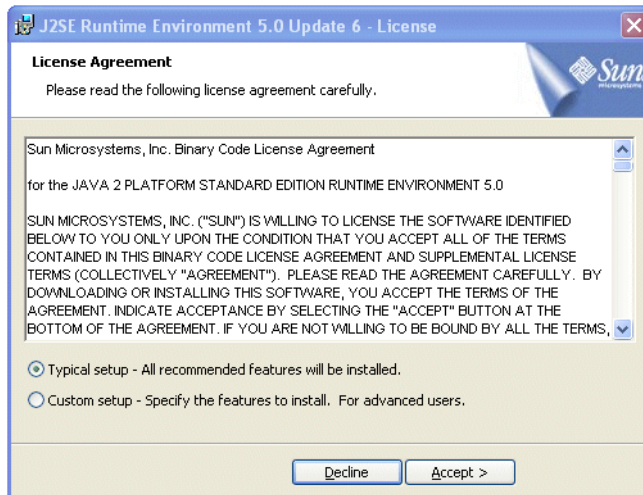 J2SE Runtime Environment 5.0 Update 6 - License
License Agreement
Please read the following license agreement carefully.
Sun
microsystems
Sun Microsystems, Inc. Binary Code License Agreement
for the JAVA 2 PLATFORM STANDARD EDITION RUNTIME ENVIRONMENT 5.0
SUN MICROSYSTEMS, INC. ("SUN") IS WILLING TO LICENSE THE SOFTWARE IDENTIFIED
BELOW TO YOU ONLY UPON THE CONDITION THAT YOU ACCEPT ALL OF THE TERMS
CONTAINED IN THIS BINARY CODE LICENSE AGREEMENT AND SUPPLEMENTAL LICENSE
TERMS (COLLECTIVELY "AGREEMENT").  PLEASE READ THE AGREEMENT CAREFULLY.  BY
DOWNLOADING OR INSTALLING THIS SOFTWARE, YOU ACCEPT THE TERMS OF THE
AGREEMENT. INDICATE ACCEPTANCE BY SELECTING THE "ACCEPT" BUTTON AT THE
BOTTOM OF THE AGREEMENT. IF YOU ARE NOT WILLING TO BE BOUND BY ALL THE TERMS,
Typical setup - All recommended features will be installed.
Custom setup - Specify the features to install.  For advanced users.
Decline
Accept >